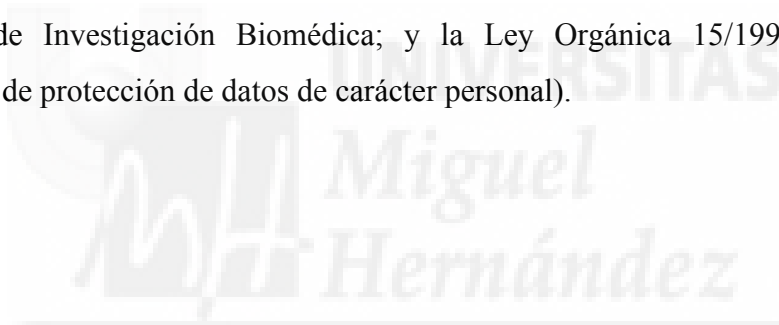 de Investigación Biomédica; y la Ley Orgánica 15/199
UNIVERSITAS
de protección de datos de carácter personal).
Miguel
Hernández